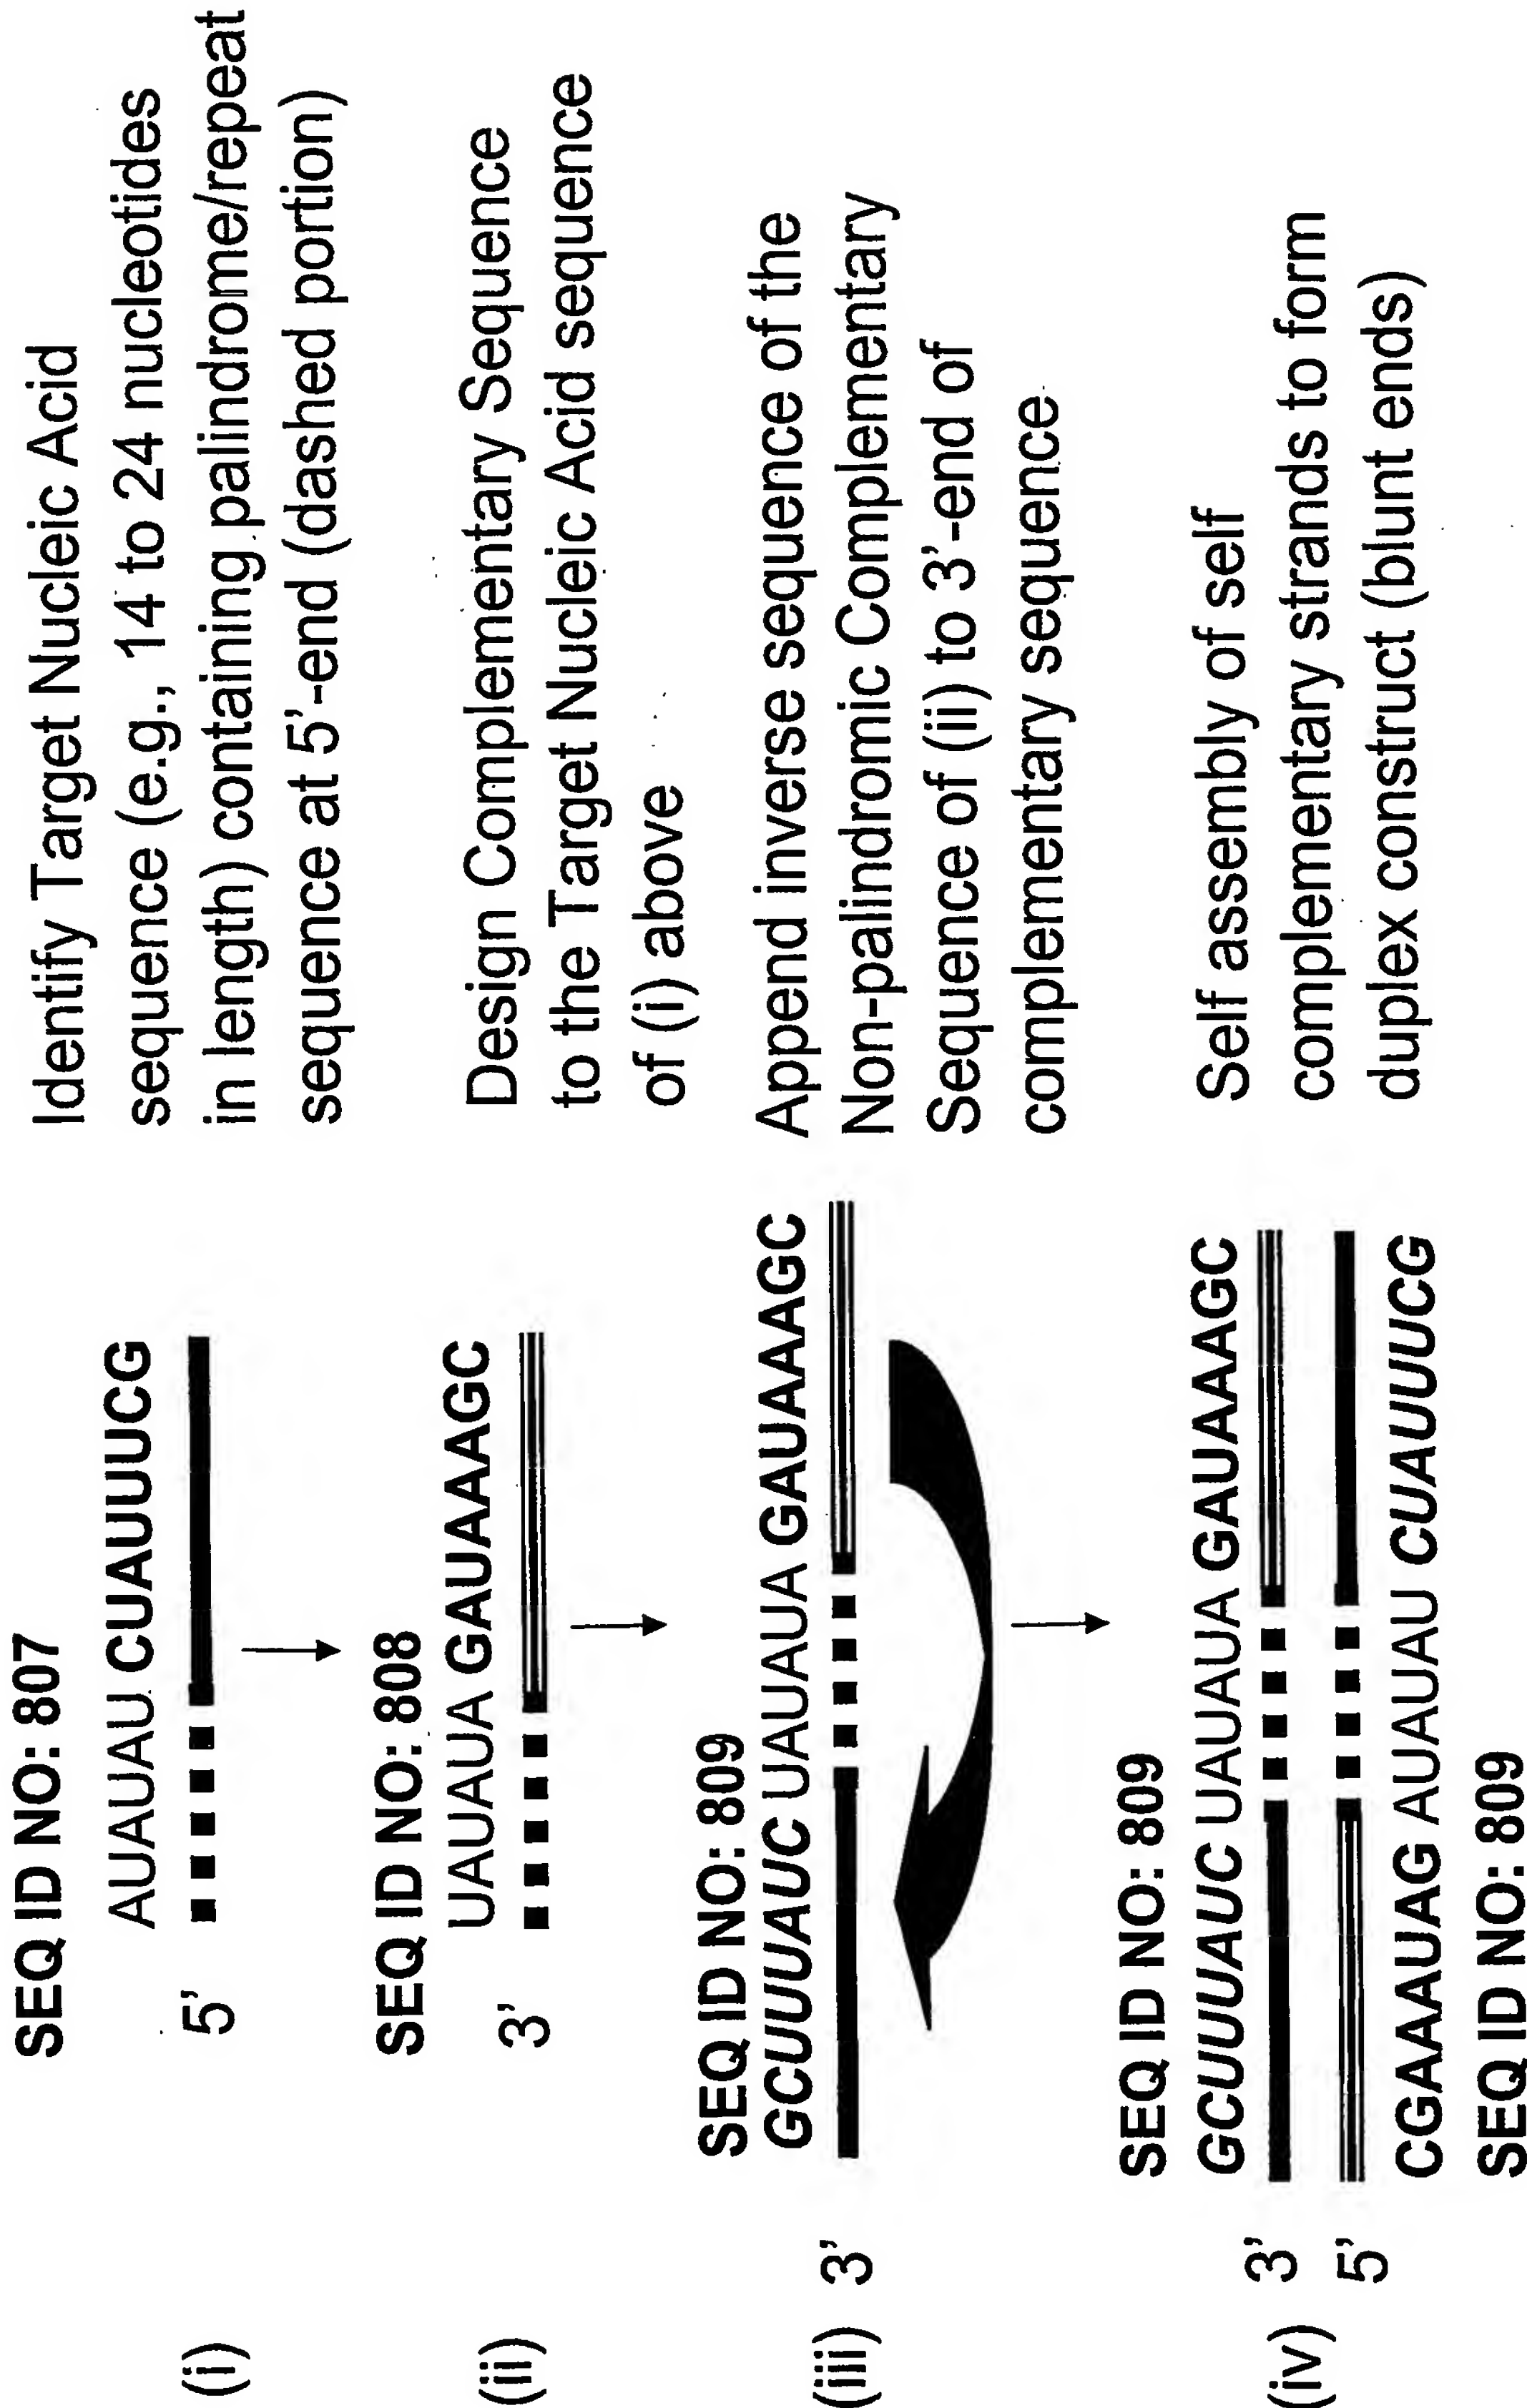 SEQ ID NO: 807
AUAUAU CUAUUUCG
(i) 5'
Identify Target Nucleic Acid
sequence (e.g., 14 to 24 nucleotides
in length) containing palindrome/repeat
sequence at 5'-end (dashed portion)
SEQ ID NO: 808
UAUAUA GAUAAAGC
(ii) 3'
Design Complementary Sequence
to the Target Nucleic Acid sequence
of (i) above
SEQ ID NO: 809
GCUUUAUC UAUAUA GAUAAAGC
(iii) 3'
Append inverse sequence of the
Non-palindromic Complementary
Sequence of (ii) to 3'-end of
complementary sequence
SEQ ID NO: 809
GCUUUAUC UAUAUA GAUAAAGC
(iv) 3'
5'
CGAAAUAG AUAUAU CUAUUUCG
SEQ ID NO: 809
Self assembly of self
complementary strands to form
duplex construct (blunt ends)